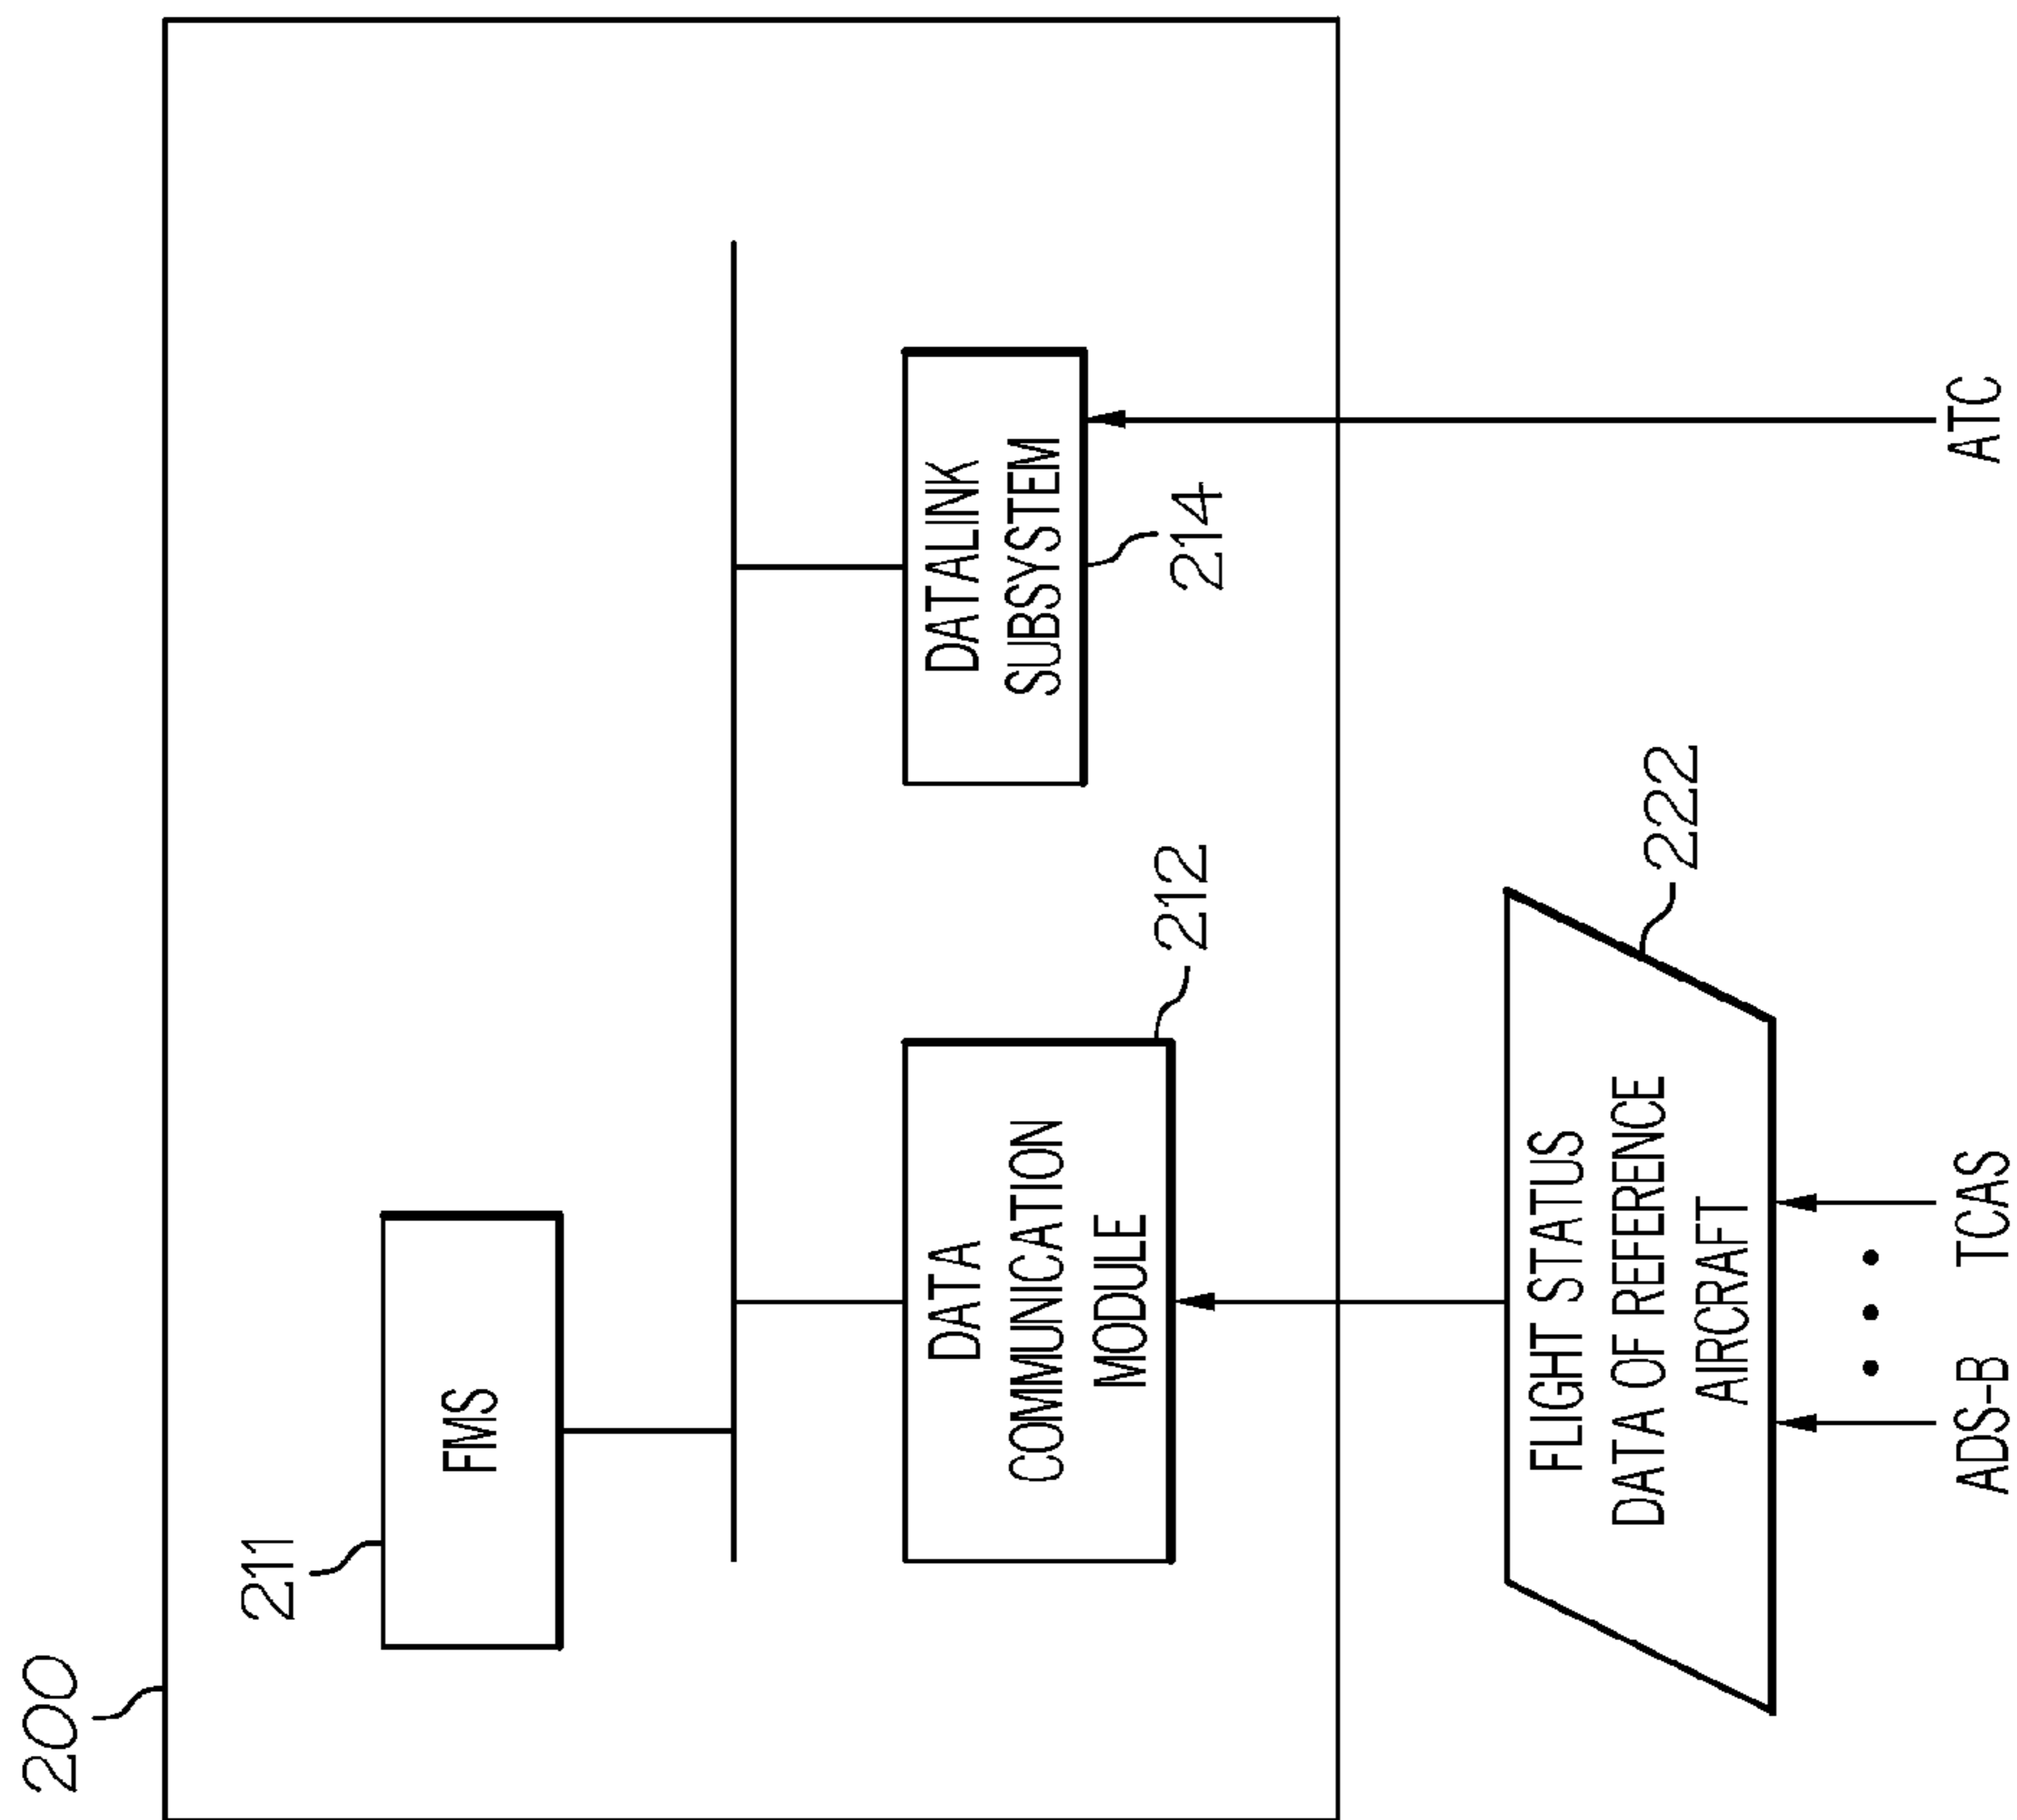 200
211
FMS
DATA
COMMUNICATION
MODULE
212
DATALINK
SUBSYSTEM
214
FLIGHT STATUS
DATA OF REFERENCE
AIRCRAFT
222
ADS-B
TCAS
ATC